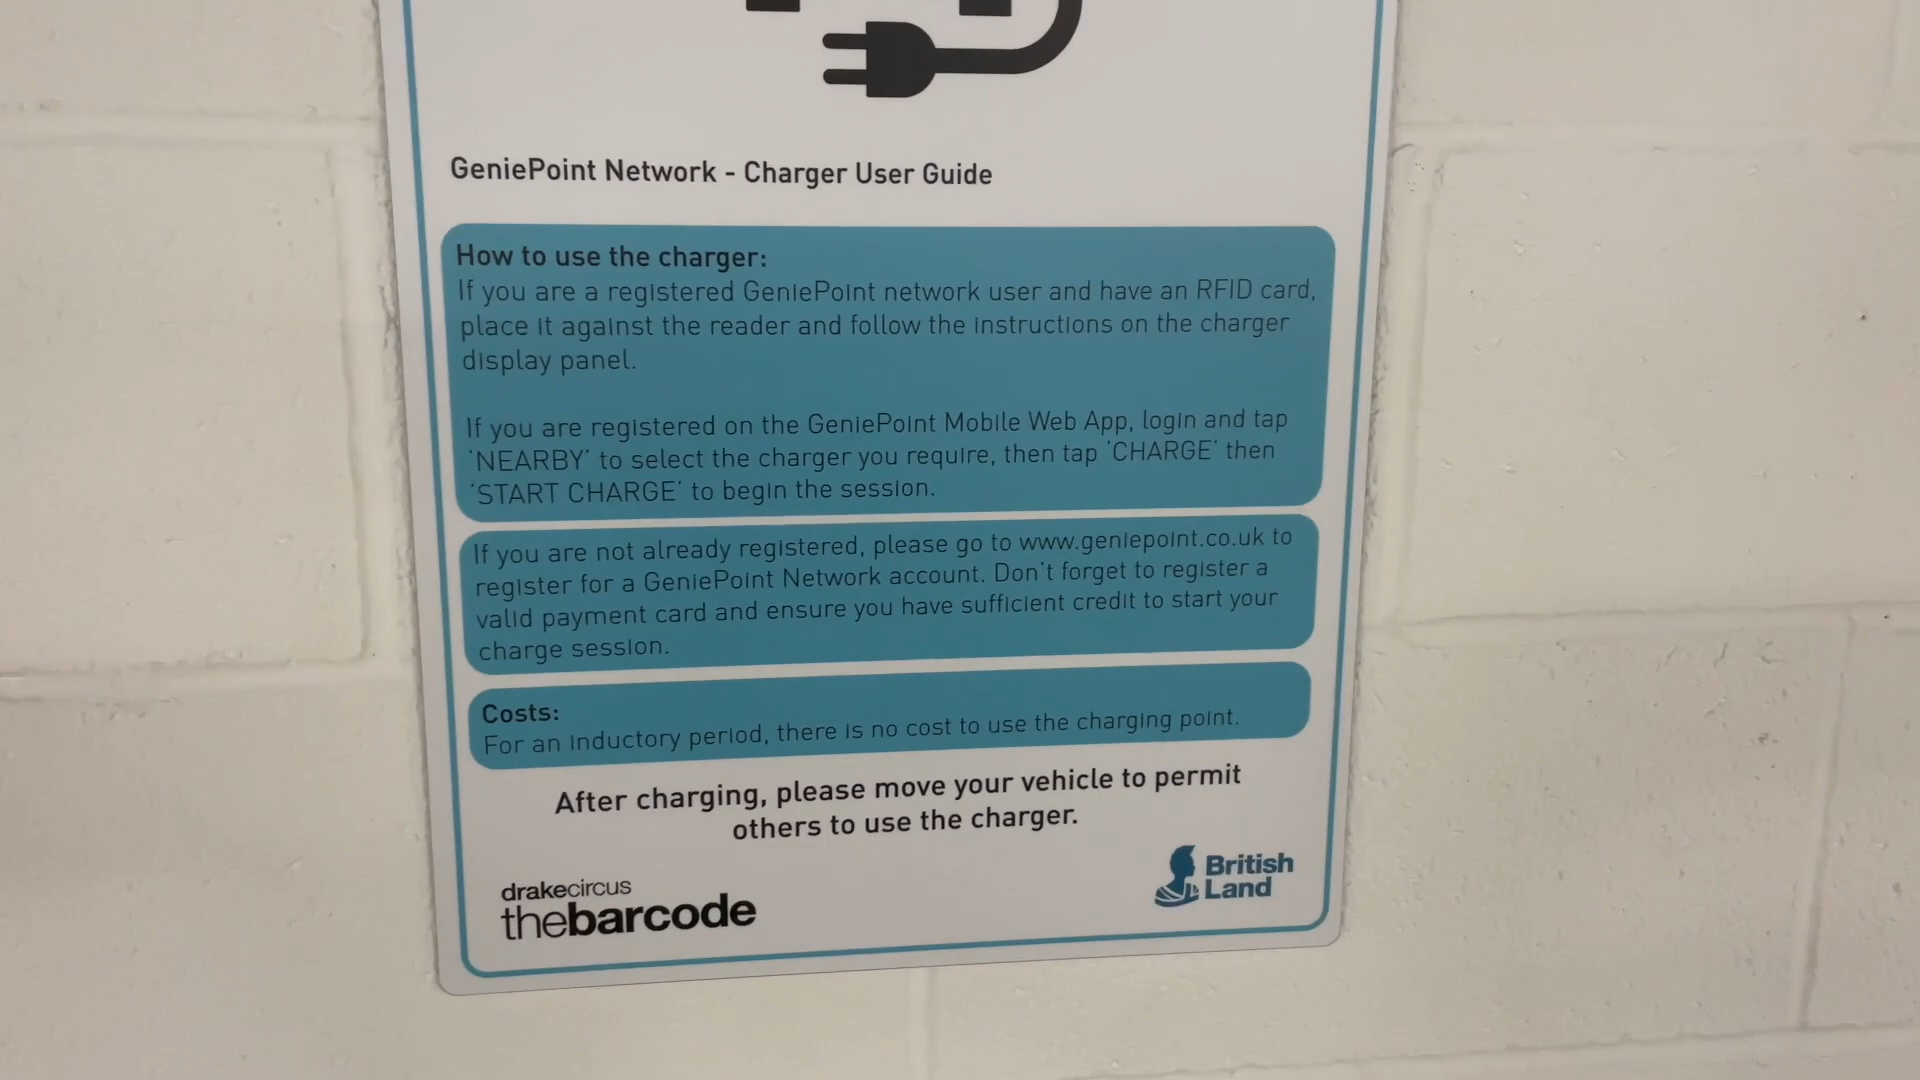 GeniePoint Network - Charger User Guide
How to use the charger:
If you are a registered GeniePoint network user and have an RFID card,
place it against the reader and follow the instructions on the charger
display panel.
If you are registered on the GeniePoint Mobile Web App, login and tap
'NEARBY' to select the charger you require, then tap 'CHARGE' then
'START CHARGE' to begin the session.
If you are not already registered, please go to www.geniepoint.co.uk to
register for a GeniePoint Network account. Don't forget to register a
valid payment card and ensure you have sufficient credit to start your
charge session.
Costs:
For an inductory period, there is no cost to use the charging point.
After charging, please move your vehicle to permit
others to use the charger.
drakecircus
thebarcode
British
Land